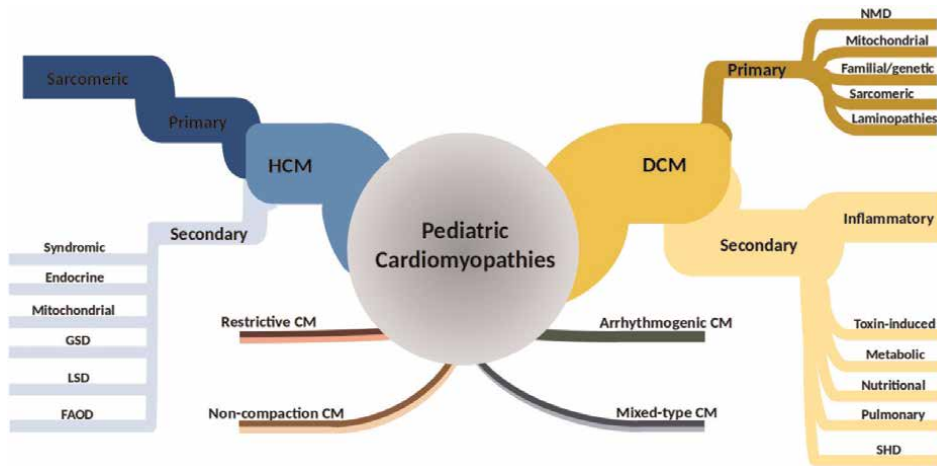 Pediatric
Cardiomyopathies
HCM
Primary
Sarcomeric
Secondary
Syndromic
Endocrine
Mitochondrial
GSD
LSD
FAOD
DCM
Primary
NMD
Mitochondrial
Familial/genetic
Sarcomeric
Laminopathies
Secondary
Inflammatory
Toxin-induced
Metabolic
Nutritional
Pulmonary
SHD
Restrictive CM
Arrhythmogenic CM
Non-compaction CM
Mixed-type CM